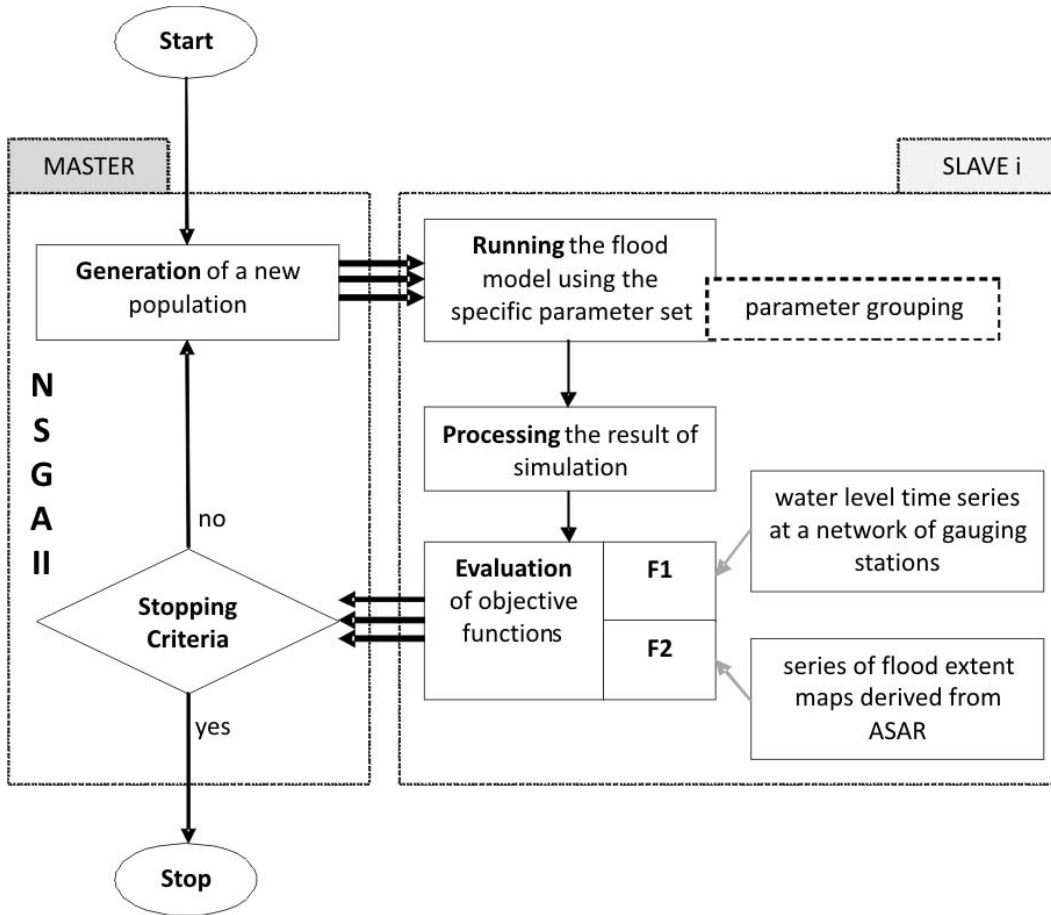 Start
MASTER
SLAVE i
Generation of a new
population
Running the flood
model using the
specific parameter set
parameter grouping
N
S
G
A
II
Processing the result of
simulation
no
water level time series
at a network of gauging
stations
Evaluation
of objective
functions
F1
F2
Stopping
Criteria
series of flood extent
maps derived from
ASAR
yes
Stop